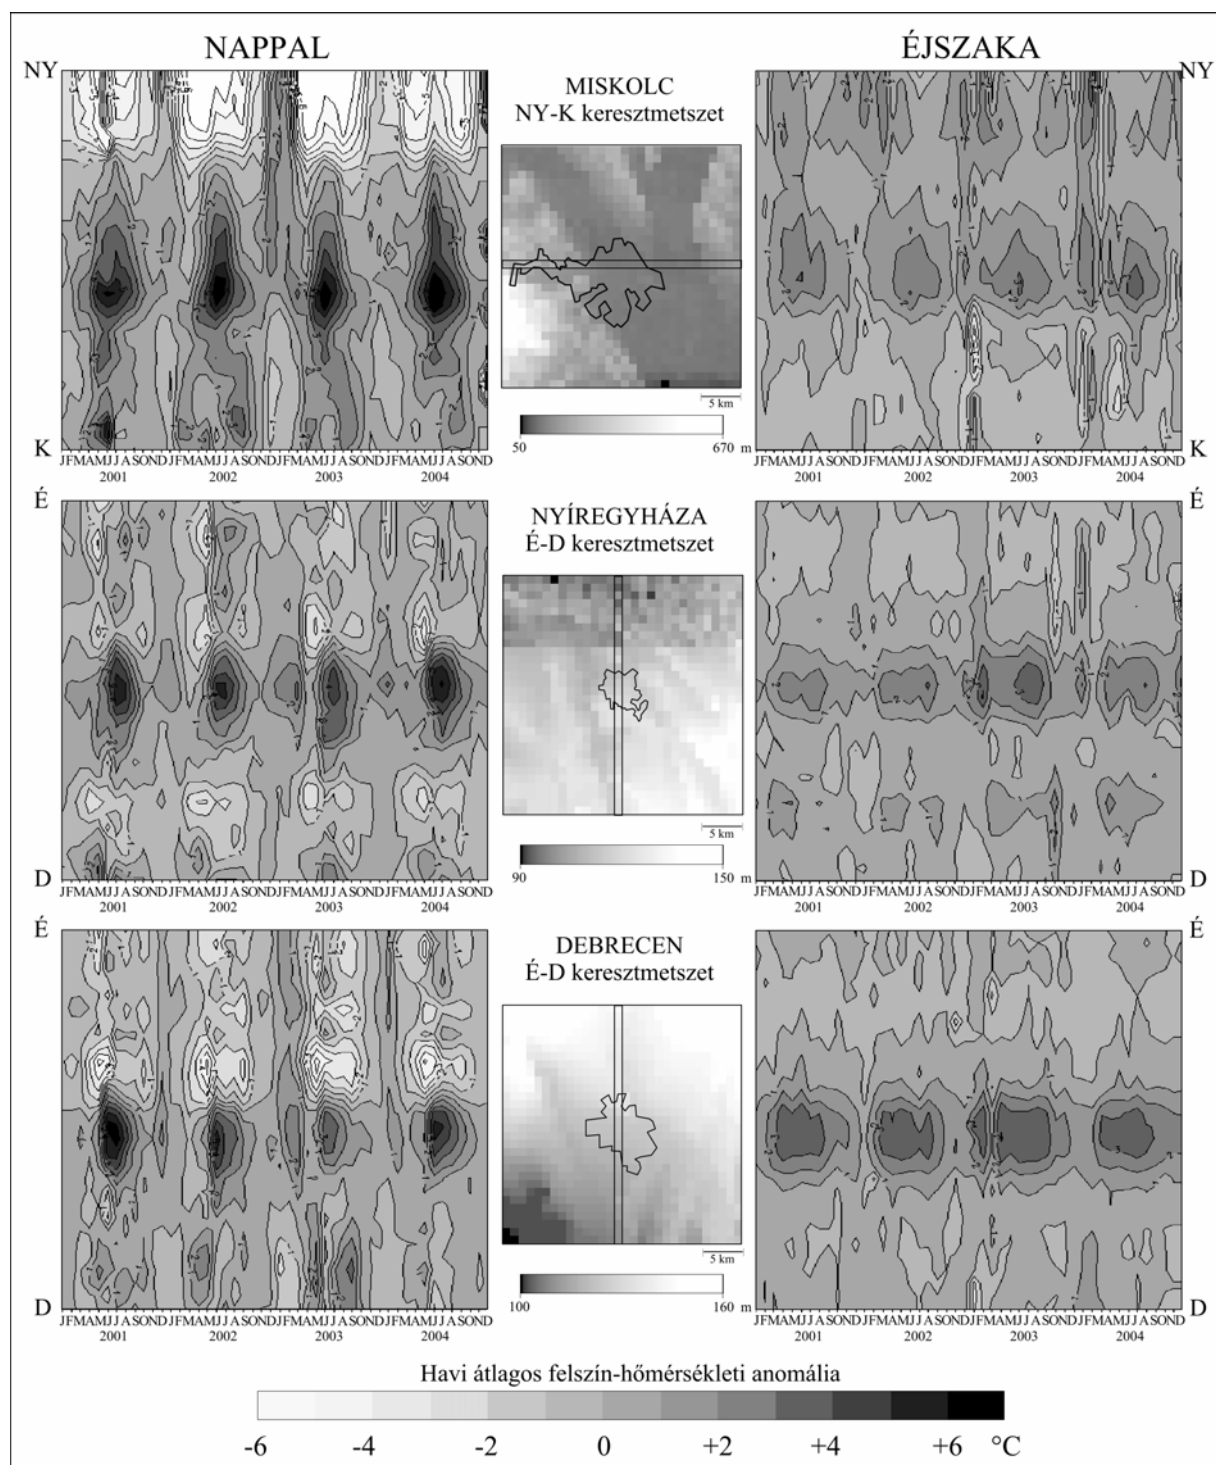 NAPPAL
ÉJSZAKA
NY
MISKOLC
NY-K keresztmetszet
NY
5 km
50
670 m
K
K
JFMAMJJASONDJFMAMJJASONDJFMAMJJASONDJFMAMJJASOND
2001 2002 2003 2004
JFMAMJJASONDJFMAMJJASONDJFMAMJJASONDJFMAMJJASOND
2001 2002 2003 2004
É
NYÍREGYHÁZA
É-D keresztmetszet
É
5 km
90
150 m
D
D
JFMAMJJASONDJFMAMJJASONDJFMAMJJASONDJFMAMJJASOND
2001 2002 2003 2004
JFMAMJJASONDJFMAMJJASONDJFMAMJJASONDJFMAMJJASOND
2001 2002 2003 2004
É
DEBRECEN
É-D keresztmetszet
É
5 km
100
160 m
D
D
JFMAMJJASONDJFMAMJJASONDJFMAMJJASONDJFMAMJJASOND
2001 2002 2003 2004
JFMAMJJASONDJFMAMJJASONDJFMAMJJASONDJFMAMJJASOND
2001 2002 2003 2004
Havi átlagos felszín-hőmérsékleti anomália
-6 -4 -2 0 +2 +4 +6 °C